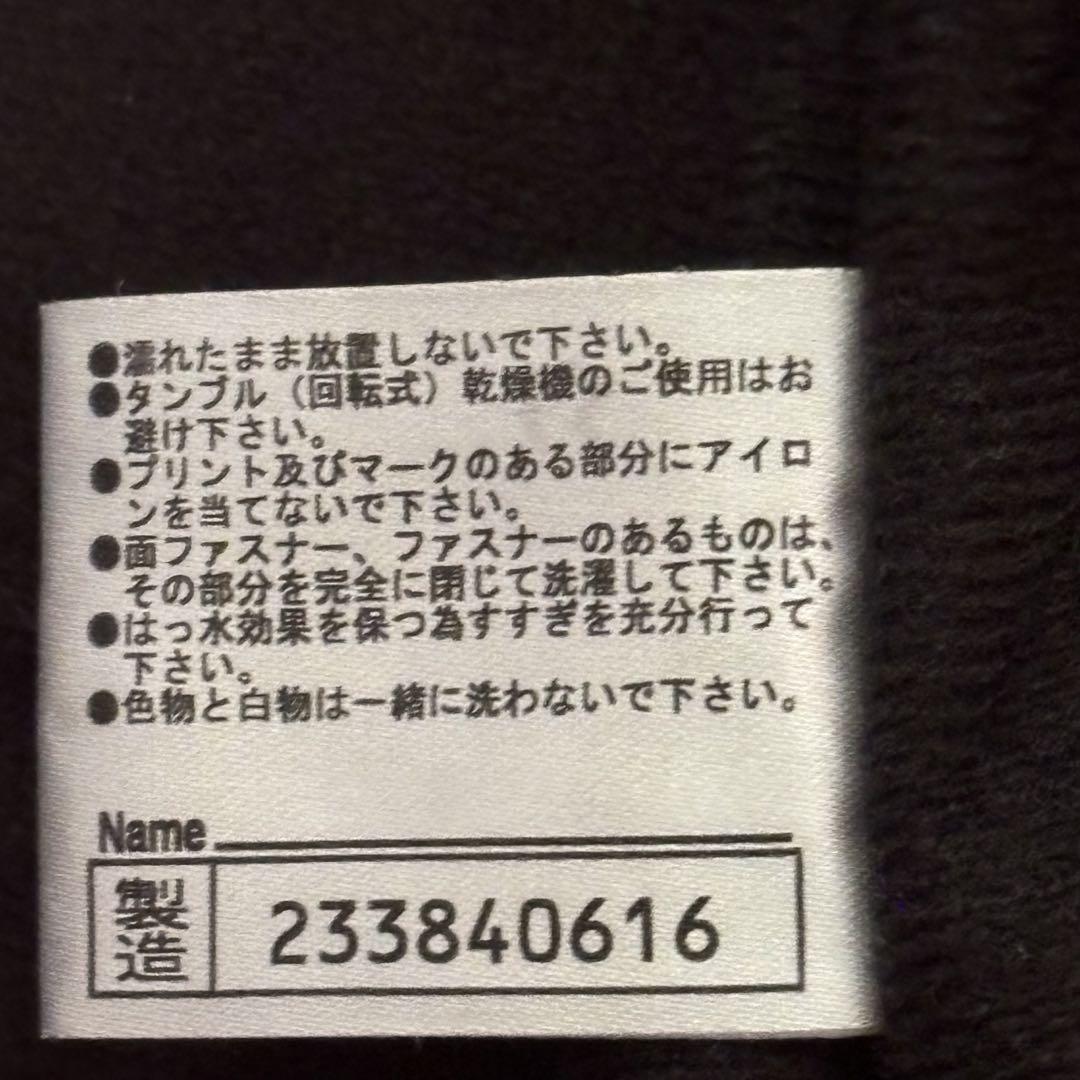 ●濡れたまま放置しないで下さい。
●タンブル（回転式）乾燥機のご使用はお
避け下さい。
●プリント及びマークのある部分にアイロ
ンを当てないで下さい。
●面ファスナー、ファスナーのあるものは、
その部分を完全に閉じて洗濯して下さい。
●はっ水効果を保つ為すすぎを充分行って
下さい。
●色物と白物は一緒に洗わないで下さい。
Name
製造 233840616